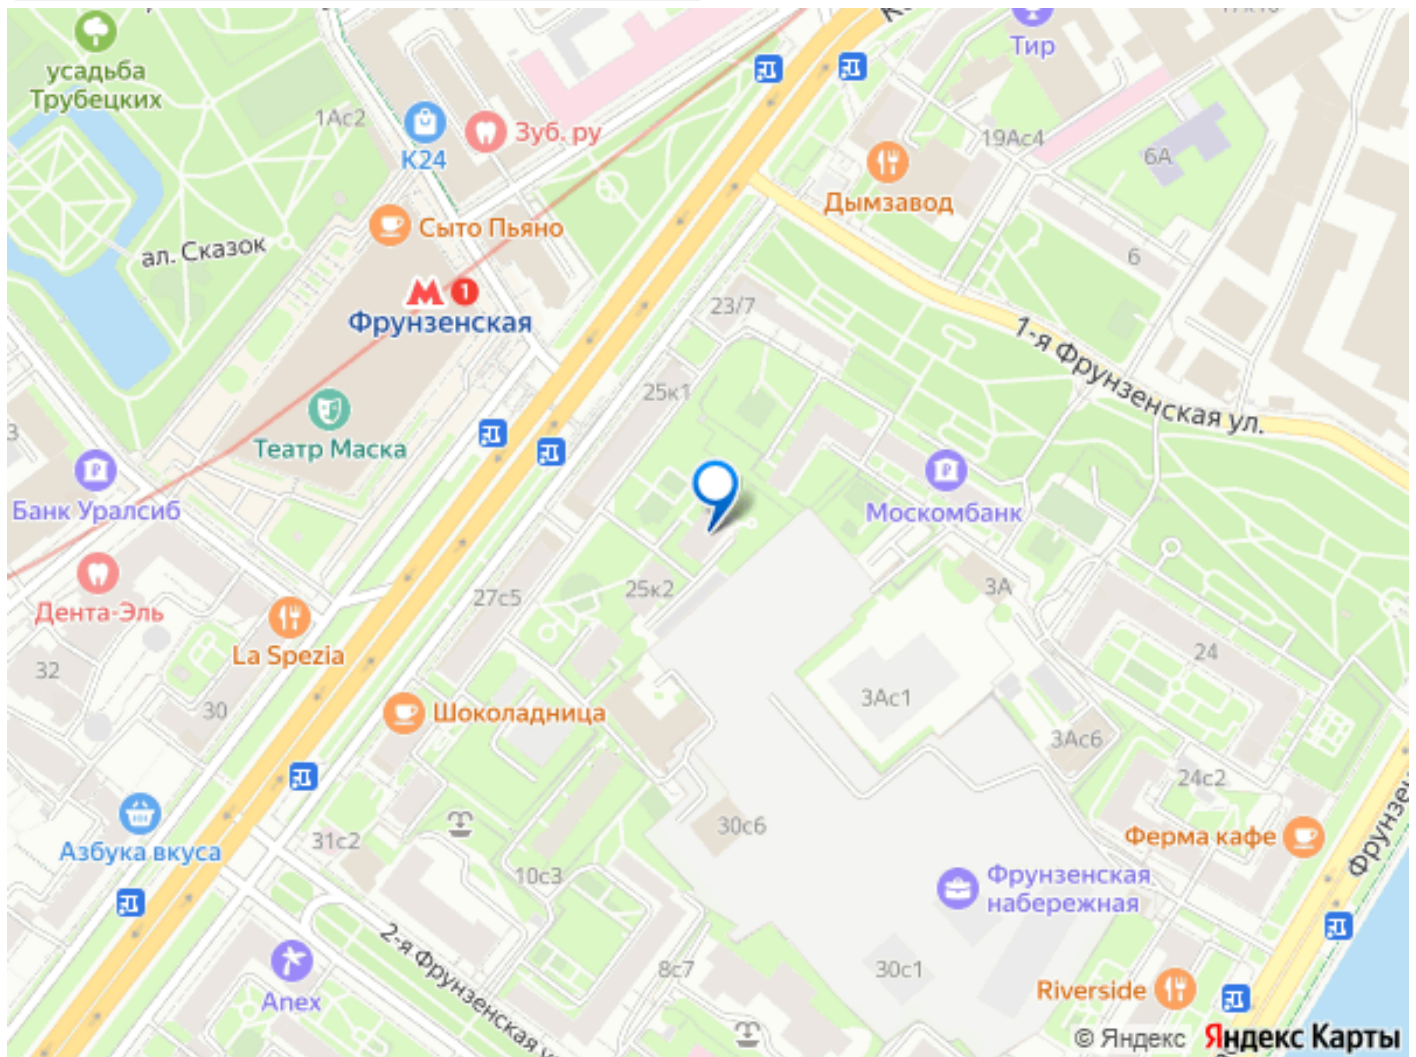 усадьба
Трубецких
Тир
1Ас2
К24
Зуб. ру
19Ас4
6А
Дымзавод
Сыто Пьяно
ал. Сказок
6
1
Фрунзенская
23/7
1-я Фрунзенская ул.
25к1
Театр Маска
3
Банк Уралсиб
Москомбанк
Дента-Эль
27с5
25к2
3А
La Spezia
32
24
30
Шоколадница
3Ас1
3Ас6
24с2
Азбука вкуса
31с2
30с6
Ферма кафе
10с3
Фрунзенская
набережная
2-я Фрунзенская ул.
8с7
30с1
Anex
Riverside
© Яндекс Яндекс Карты